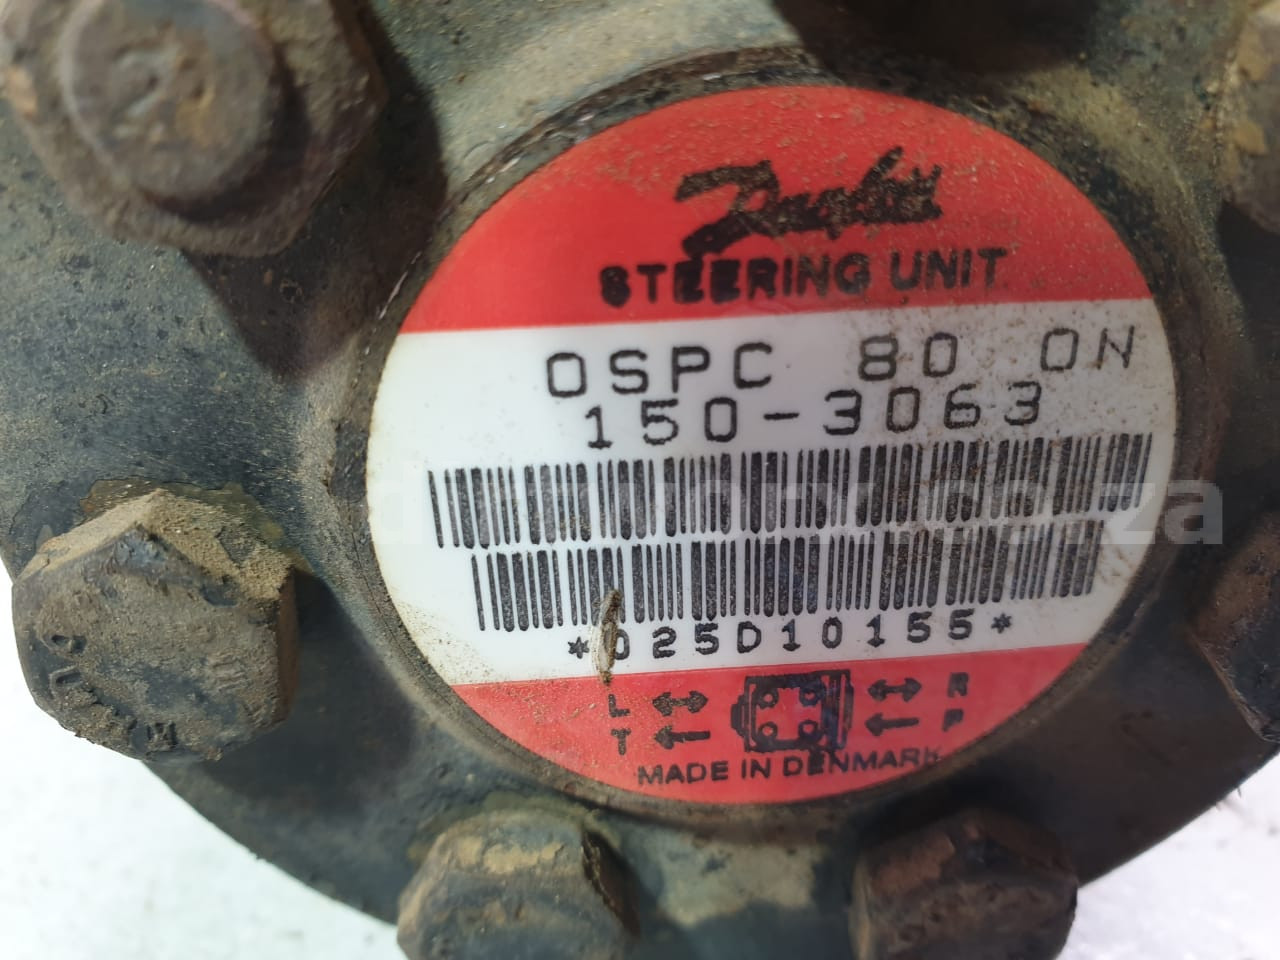 Danfoss
STEERING UNIT
OSPC 80 ON
150-3063
*025D10155*
L R
T P
MADE IN DENMARK